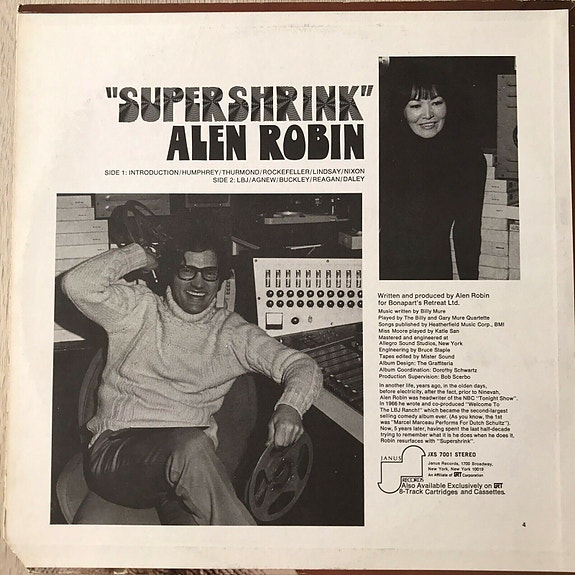 "SUPERSHRINK"
ALEN ROBIN
SIDE 1: INTRODUCTION/HUMPHREY/THURMOND/ROCKEFELLER/LINDSAY/NIXON
SIDE 2: LBJ/AGNEW/BUCKLEY/REAGAN/DALEY
Written and produced by Alen Robin
for Bonapart's Retreat Ltd.
Music written by Billy Mure
Played by The Billy and Gary Mure Quartette
Songs published by Heatherfield Music Corp., BMI
Miss Moore played by Katie San
Mastered and engineered at
Allegro Sound Studios, New York
Engineering by Bruce Staple
Tapes edited by Mister Sound
Album Design: The Graffiteria
Album Coordination: Dorothy Schwartz
Production Supervision: Bob Scerbo
In another life, years ago, in the olden days,
before electricity, after the fact, prior to Ninevah,
Alen Robin was headwriter of the NBC "Tonight Show".
In 1966 he wrote and co-produced "Welcome To
The LBJ Ranch!" which became the second-largest
selling comedy album ever. (As you know, the 1st
was "Marcel Marceau Performs For Dutch Schultz").
Now, 5 years later, having spent the last half-decade
trying to remember what it is he does when he does it,
Robin resurfaces with "Supershrink".
JANUS
RECORDS
JXS 7001 STEREO
Janus Records, 1700 Broadway,
New York, New York 10019
An Affiliate of GRT Corporation
Also Available Exclusively on GRT
8-Track Cartridges and Cassettes.
4